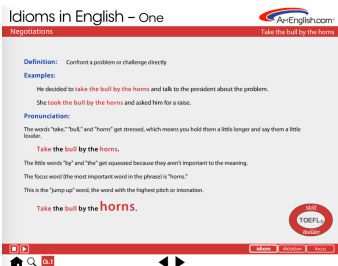 Idioms in English – One
AmEnglish.com
Negotiations
Take the bull by the horns
Definition: Confront a problem or challenge directly
Examples:
He decided to take the bull by the horns and talk to the president about the problem.
She took the bull by the horns and asked him for a raise.
Pronunciation:
The words "take," "bull," and "horns" get stressed, which means you hold them a little longer and say them a little
louder.
Take the bull by the horns.
The little words "by" and "the" get squeezed because they aren't important to the meaning.
The focus word (the most important word in the phrase) is "horns."
This is the "jump up" word, the word with the highest pitch or intonation.
Take the bull by the horns.
Skill
TOEFL®
Builder
idiom
dictation
focus
Ch.1